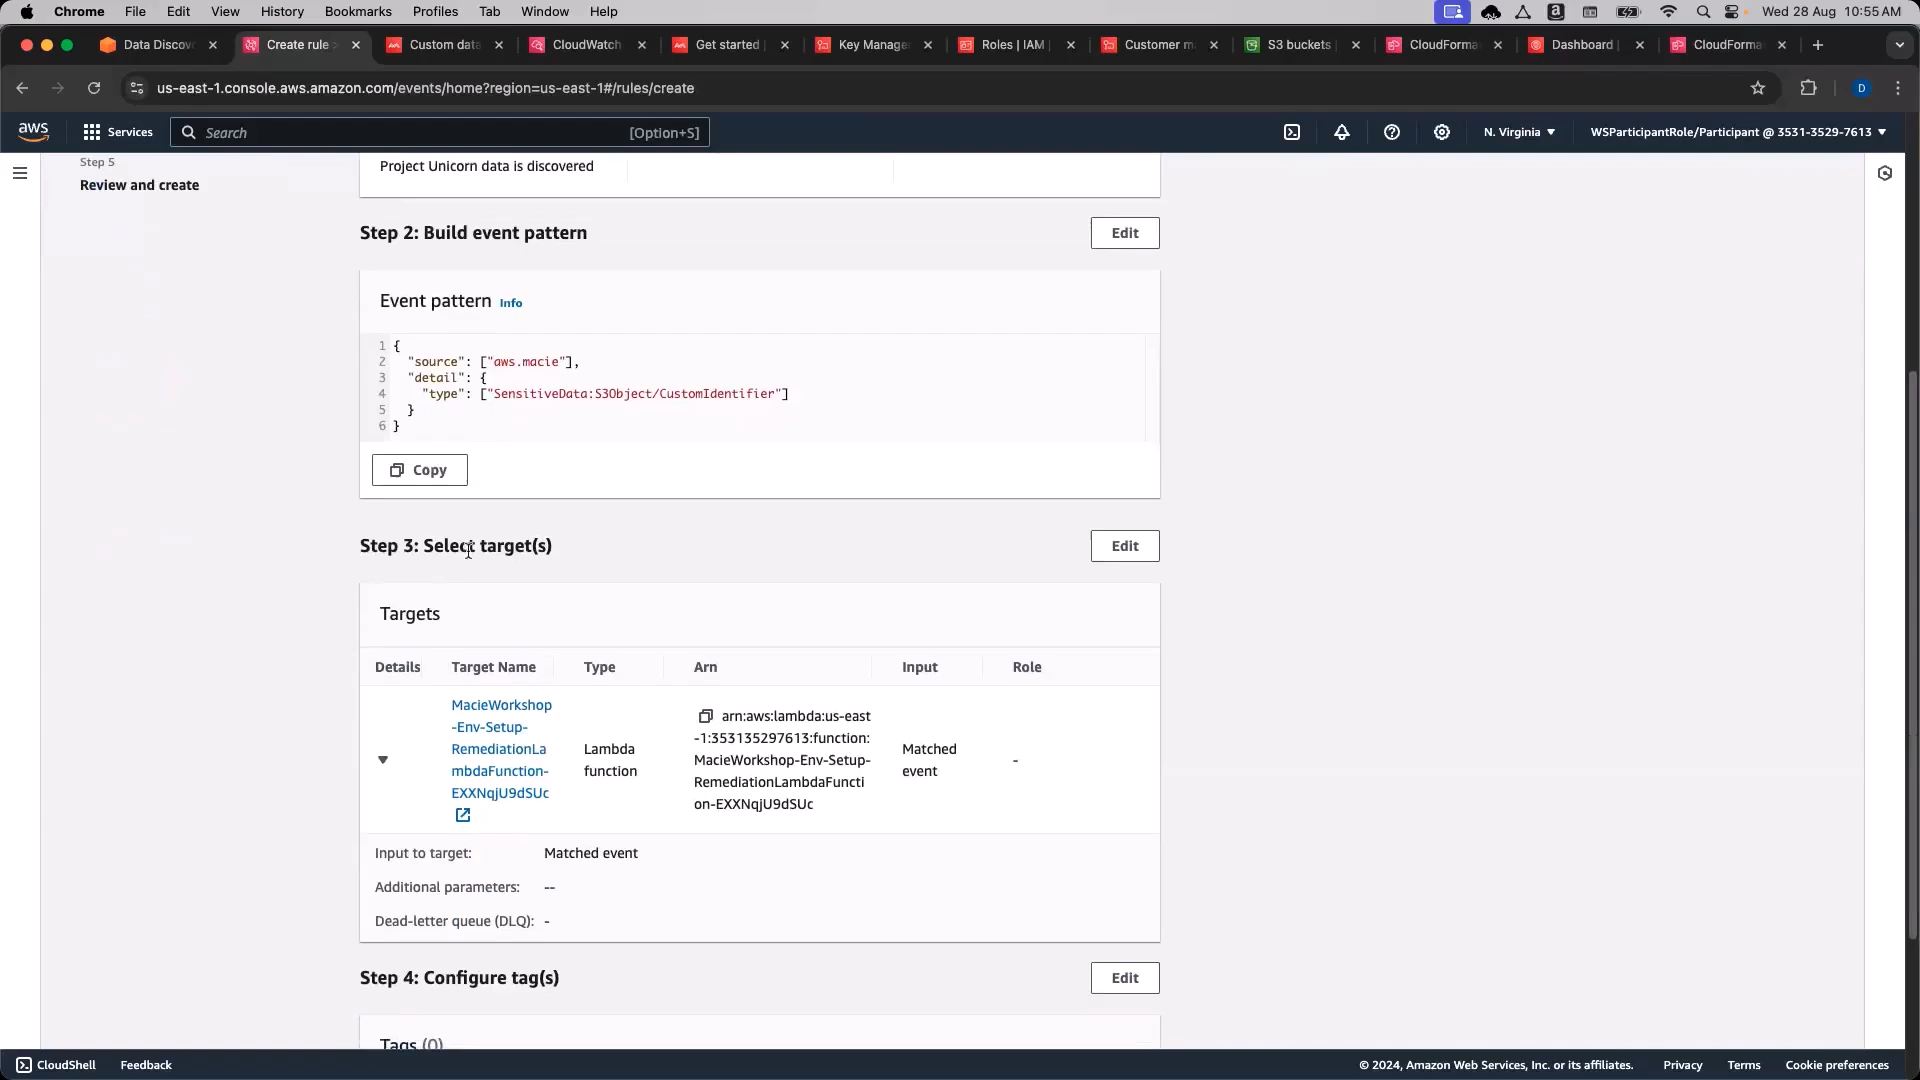 Chrome File Edit View History Bookmarks Profiles Tab Window Help
Wed 28 Aug 10:55 AM
Data Discov
Create rule
Custom data
CloudWatch
Get started
Key Manage
Roles | IAM
Customer m
S3 buckets
CloudForma
Dashboard
CloudForma
us-east-1.console.aws.amazon.com/events/home?region=us-east-1#/rules/create
D
aws
Services
Search
[Option+S]
N. Virginia
WSParticipantRole/Participant @ 3531-3529-7613
Step 5
Review and create
Project Unicorn data is discovered
Step 2: Build event pattern
Edit
Event pattern Info
1 {
2 "source": ["aws.macie"],
3 "detail": {
4 "type": ["SensitiveData:S3Object/CustomIdentifier"]
5 }
6 }
Copy
Step 3: Select target(s)
Edit
Targets
Details Target Name Type Arn Input Role
MacieWorkshop
-Env-Setup-
RemediationLa
mbdaFunction-
EXXNqjU9dSUc
Lambda
function
arn:aws:lambda:us-east
-1:353135297613:function:
MacieWorkshop-Env-Setup-
RemediationLambdaFuncti
on-EXXNqjU9dSUc
Matched
event
-
Input to target: Matched event
Additional parameters: --
Dead-letter queue (DLQ): -
Step 4: Configure tag(s)
Edit
Tags (0)
CloudShell Feedback
© 2024, Amazon Web Services, Inc. or its affiliates. Privacy Terms Cookie preferences